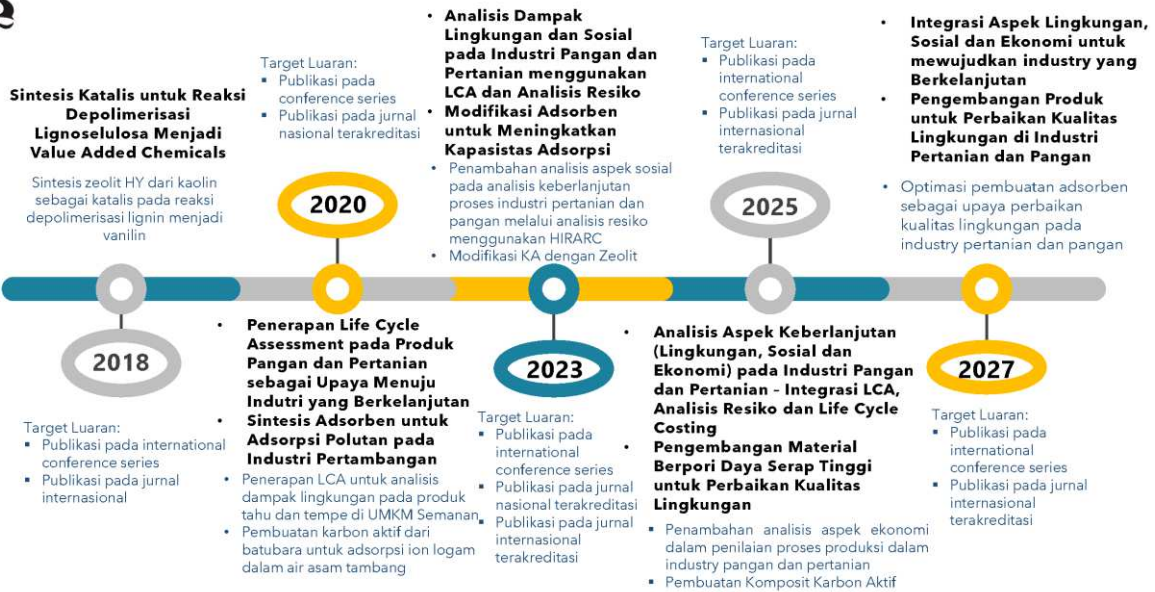 Sintesis Katalis untuk Reaksi
Depolimerisasi
Lignoselulosa Menjadi
Value Added Chemicals
Sintesis zeolit HY dari kaolin
sebagai katalis pada reaksi
depolimerisasi lignin menjadi
vanilin
2018
Target Luaran:
▪ Publikasi pada international
conference series
▪ Publikasi pada jurnal
internasional
Target Luaran:
▪ Publikasi pada
conference series
▪ Publikasi pada jurnal
nasional terakreditasi
2020
• Penerapan Life Cycle
Assessment pada Produk
Pangan dan Pertanian
sebagai Upaya Menuju
Indutri yang Berkelanjutan
• Sintesis Adsorben untuk
Adsorpsi Polutan pada
Industri Pertambangan
• Penerapan LCA untuk analisis
dampak lingkungan pada produk
tahu dan tempe di UMKM Semanan
• Pembuatan karbon aktif dari
batubara untuk adsorpsi ion logam
dalam air asam tambang
• Analisis Dampak
Lingkungan dan Sosial
pada Industri Pangan dan
Pertanian menggunakan
LCA dan Analisis Resiko
• Modifikasi Adsorben
untuk Meningkatkan
Kapasistas Adsorpsi
• Penambahan analisis aspek sosial
pada analisis keberlanjutan
proses industri pertanian dan
pangan melalui analisis resiko
menggunakan HIRARC
• Modifikasi KA dengan Zeolit
2023
Target Luaran:
▪ Publikasi pada
international
conference series
▪ Publikasi pada jurnal
nasional terakreditasi
▪ Publikasi pada jurnal
internasional
terakreditasi
Target Luaran:
▪ Publikasi pada
international
conference series
▪ Publikasi pada jurnal
internasional
terakreditasi
2025
• Analisis Aspek Keberlanjutan
(Lingkungan, Sosial dan
Ekonomi) pada Industri Pangan
dan Pertanian – Integrasi LCA,
Analisis Resiko dan Life Cycle
Costing
• Pengembangan Material
Berpori Daya Serap Tinggi
untuk Perbaikan Kualitas
Lingkungan
▪ Penambahan analisis aspek ekonomi
dalam penilaian proses produksi dalam
industry pangan dan pertanian
▪ Pembuatan Komposit Karbon Aktif
• Integrasi Aspek Lingkungan,
Sosial dan Ekonomi untuk
mewujudkan industry yang
Berkelanjutan
• Pengembangan Produk
untuk Perbaikan Kualitas
Lingkungan di Industri
Pertanian dan Pangan
• Optimasi pembuatan adsorben
sebagai upaya perbaikan
kualitas lingkungan pada
industry pertanian dan pangan
2027
Target Luaran:
▪ Publikasi pada
international
conference series
▪ Publikasi pada jurnal
internasional
terakreditasi